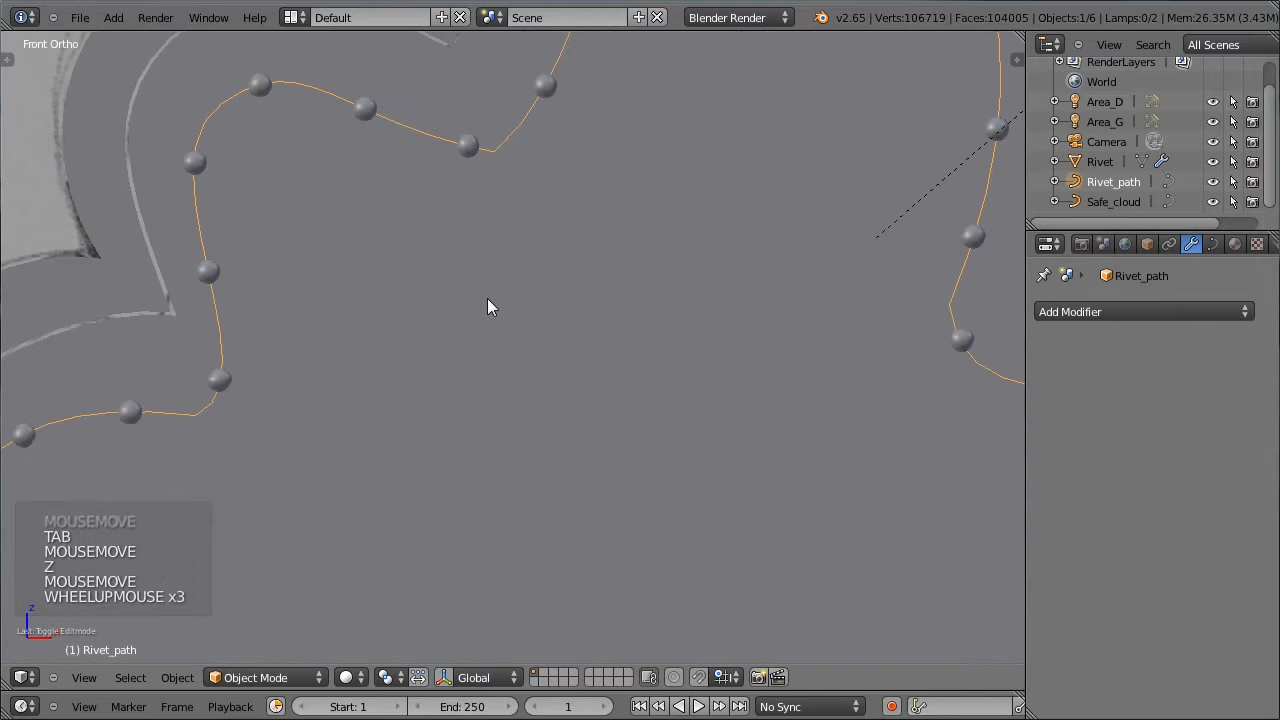 File Add Render Window Help Default Scene Blender Render v2.65 | Verts:106719 | Faces:104005 | Objects:1/6 | Lamps:0/2 | Mem:26.35M (3.43M)
Front Ortho
View Search All Scenes
RenderLayers
World
Area_D
Area_G
Camera
Rivet
Rivet_path
Safe_cloud
Rivet_path
Add Modifier
MOUSEMOVE
TAB
MOUSEMOVE
Z
MOUSEMOVE
WHEELUPMOUSE x3
z
Last: Toggle Editmode
(1) Rivet_path
View Select Object Object Mode Global
View Marker Frame Playback Start: 1 End: 250 1 No Sync